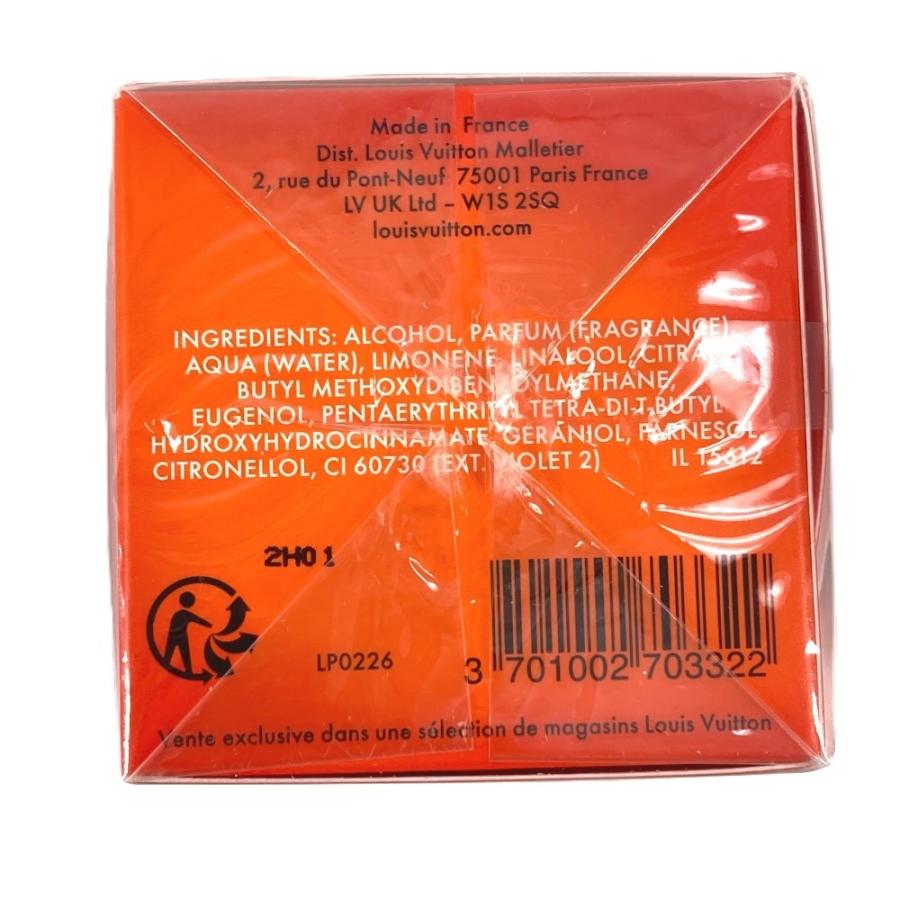 Made in France
Dist. Louis Vuitton Malletier
2, rue du Pont-Neuf 75001 Paris France
LV UK Ltd – W1S 2SQ
louisvuitton.com
INGREDIENTS: ALCOHOL, PARFUM (FRAGRANCE),
AQUA (WATER), LIMONENE, LINALOOL, CITRAL,
BUTYL METHOXYDIBENZOYLMETHANE,
EUGENOL, PENTAERYTHRITYL TETRA-DI-T-BUTYL
HYDROXYHYDROCINNAMATE, GERANIOL, FARNESOL,
CITRONELLOL, CI 60730 (EXT. VIOLET 2) IL 15612
2H01
LP0226
3 701002 703322
Vente exclusive dans une sélection de magasins Louis Vuitton